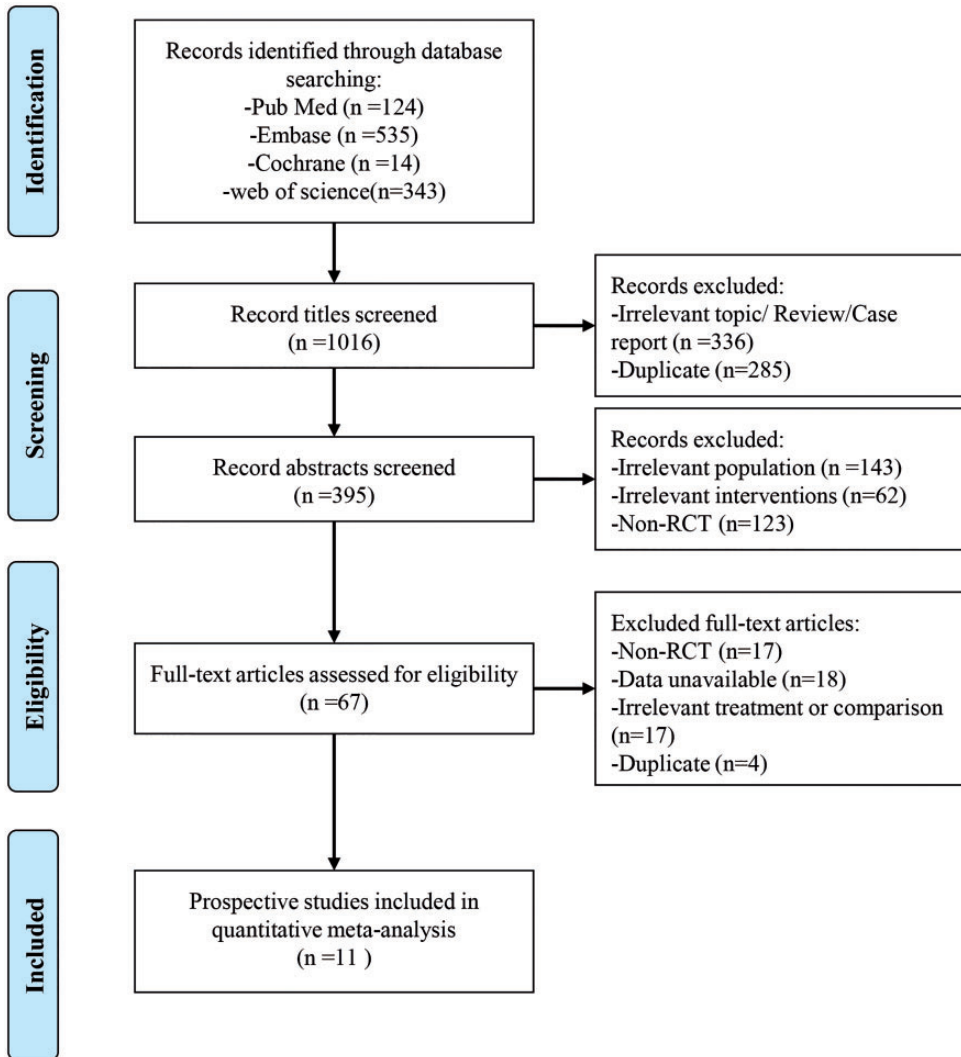 Identification
Records identified through database
searching:
-Pub Med (n =124)
-Embase (n =535)
-Cochrane (n =14)
-web of science(n=343)
Screening
Record titles screened
(n =1016)
Records excluded:
-Irrelevant topic/ Review/Case
report (n =336)
-Duplicate (n=285)
Record abstracts screened
(n =395)
Records excluded:
-Irrelevant population (n =143)
-Irrelevant interventions (n=62)
-Non-RCT (n=123)
Eligibility
Full-text articles assessed for eligibility
(n =67)
Excluded full-text articles:
-Non-RCT (n=17)
-Data unavailable (n=18)
-Irrelevant treatment or comparison
(n=17)
-Duplicate (n=4)
Included
Prospective studies included in
quantitative meta-analysis
(n =11 )